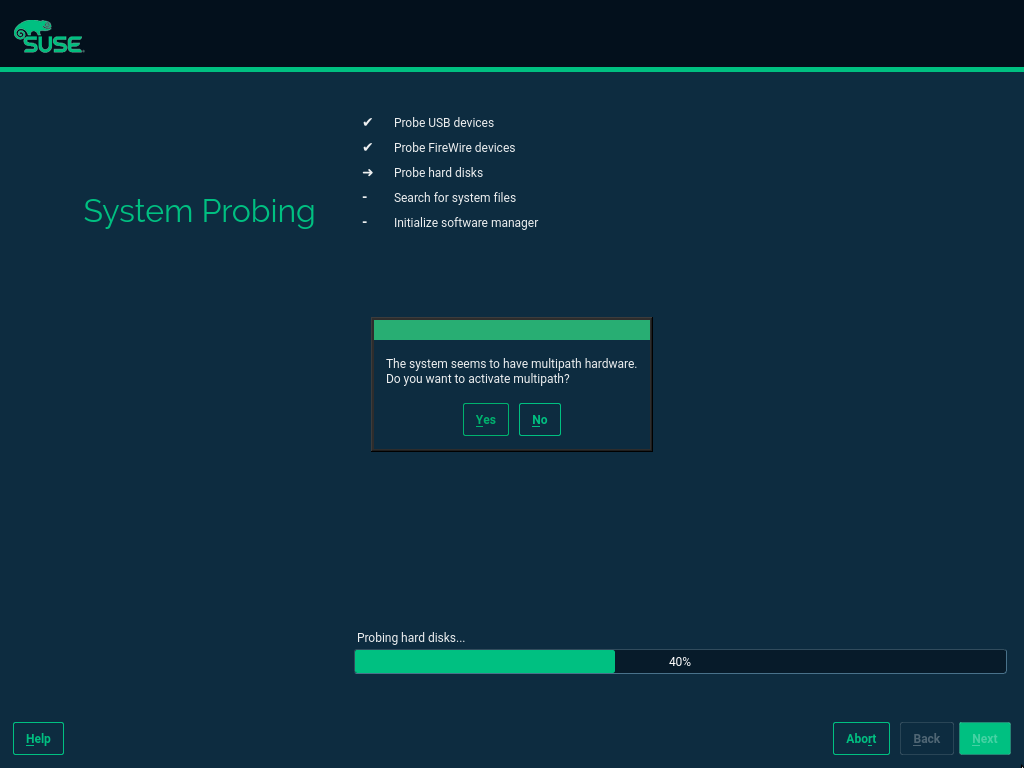 SUSE
✔ Probe USB devices
✔ Probe FireWire devices
➜ Probe hard disks
- Search for system files
- Initialize software manager
System Probing
The system seems to have multipath hardware.
Do you want to activate multipath?
Yes No
Probing hard disks...
40%
Help Abort Back Next